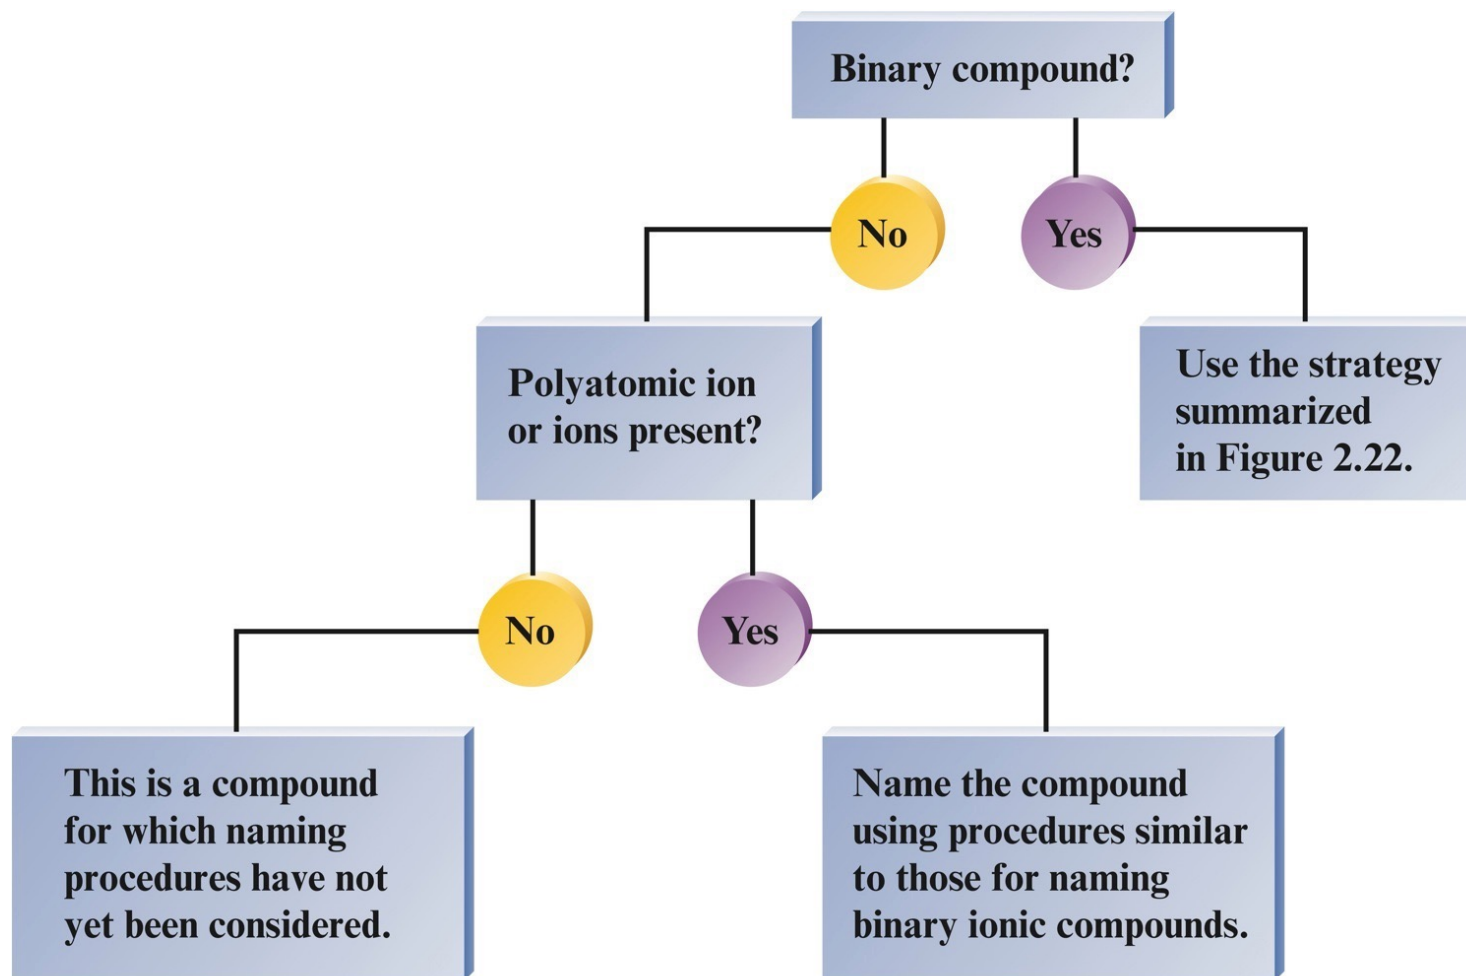 Binary compound?
No
Yes
Polyatomic ion
or ions present?
Use the strategy
summarized
in Figure 2.22.
No
Yes
This is a compound
for which naming
procedures have not
yet been considered.
Name the compound
using procedures similar
to those for naming
binary ionic compounds.